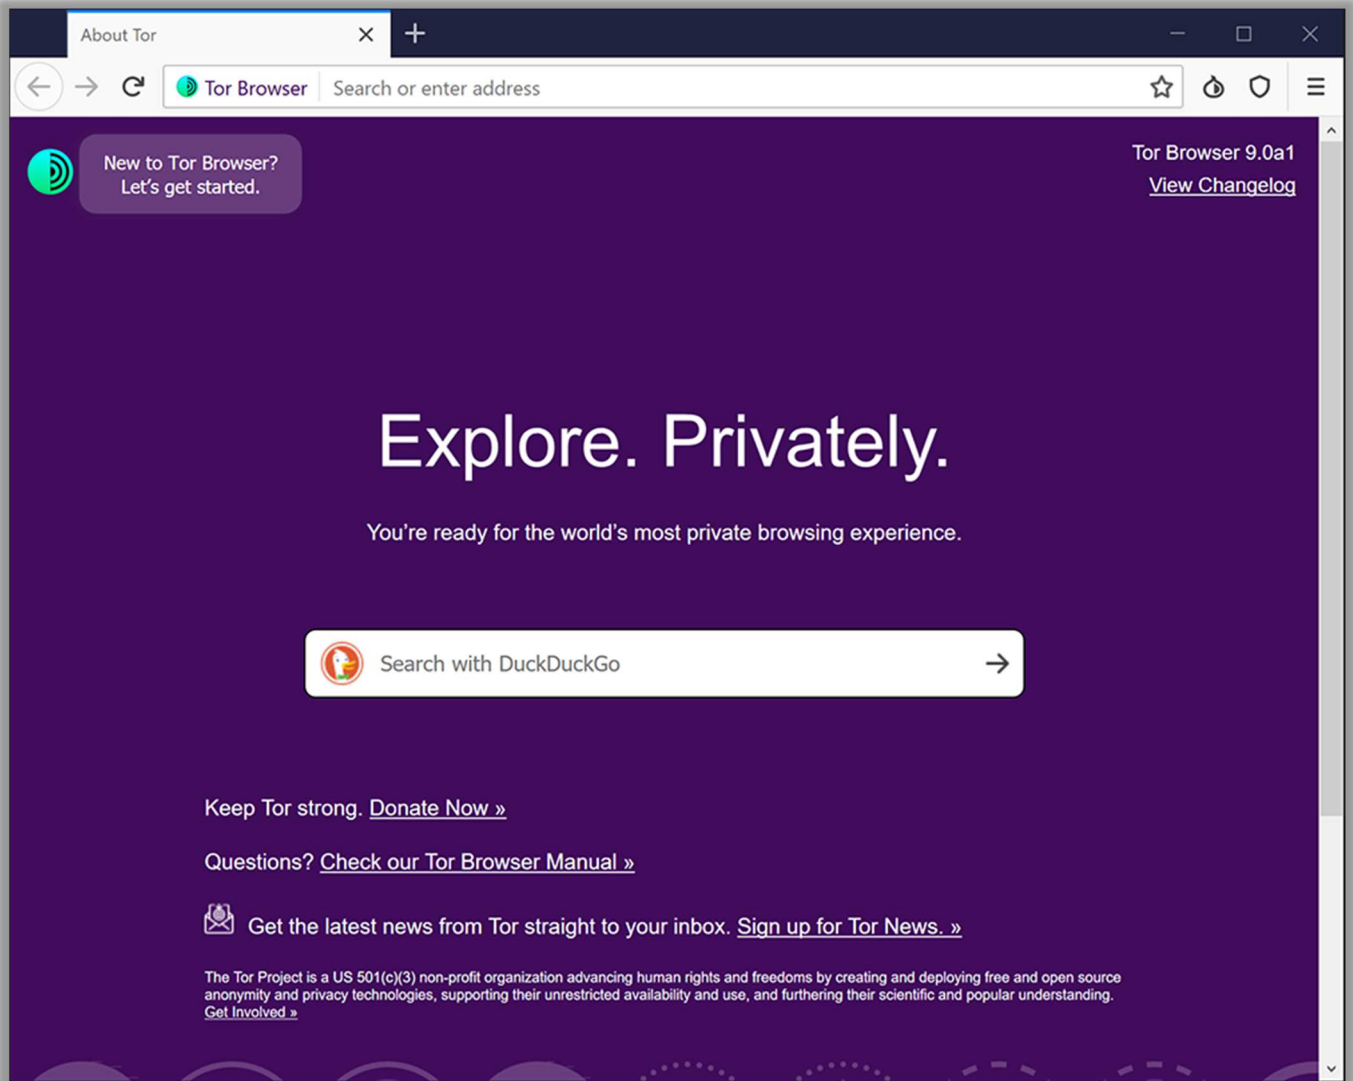 About Tor
Tor Browser
Search or enter address
New to Tor Browser?
Let's get started.
Tor Browser 9.0a1
View Changelog
Explore. Privately.
You're ready for the world's most private browsing experience.
Search with DuckDuckGo
Keep Tor strong. Donate Now »
Questions? Check our Tor Browser Manual »
Get the latest news from Tor straight to your inbox. Sign up for Tor News. »
The Tor Project is a US 501(c)(3) non-profit organization advancing human rights and freedoms by creating and deploying free and open source
anonymity and privacy technologies, supporting their unrestricted availability and use, and furthering their scientific and popular understanding.
Get Involved »